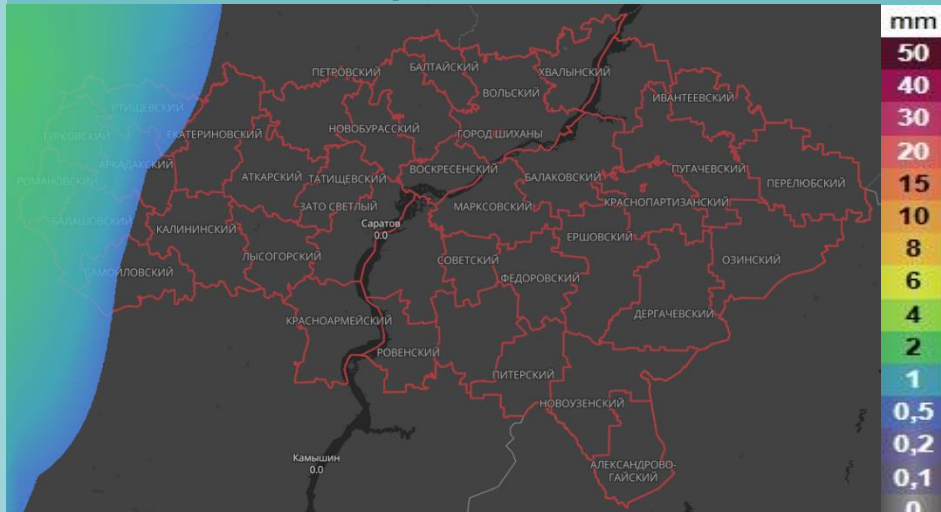 mm
50
40
30
20
15
10
8
6
4
2
1
0,5
0,2
0,1
0
БАЛТАЙСКИЙ
ПЕТРОВСКИЙ
ХВАЛЫНСКИЙ
ВОЛЬСКИЙ
ИВАНТЕЕВСКИЙ
РТИЩЕВСКИЙ
НОВОБУРАССКИЙ
ЕКАТЕРИНОВСКИЙ
ГОРОД ШИХАНЫ
ТУРКОВСКИЙ
АРКАДАКСКИЙ
ВОСКРЕСЕНСКИЙ
ПУГАЧЕВСКИЙ
АТКАРСКИЙ
ТАТИЩЕВСКИЙ
БАЛАКОВСКИЙ
РОМАНОВСКИЙ
ПЕРЕЛЮБСКИЙ
КРАСНОПАРТИЗАНСКИЙ
ЗАТО СВЕТЛЫЙ
МАРКСОВСКИЙ
БАЛАШОВСКИЙ
Саратов
0.0
КАЛИНИНСКИЙ
ЕРШОВСКИЙ
ЛЫСОГОРСКИЙ
СОВЕТСКИЙ
ОЗИНСКИЙ
САМОЙЛОВСКИЙ
ФЕДОРОВСКИЙ
ДЕРГАЧЕВСКИЙ
КРАСНОАРМЕЙСКИЙ
РОВЕНСКИЙ
ПИТЕРСКИЙ
НОВОУЗЕНСКИЙ
Камышин
0.0
АЛЕКСАНДРОВО-
ГАЙСКИЙ